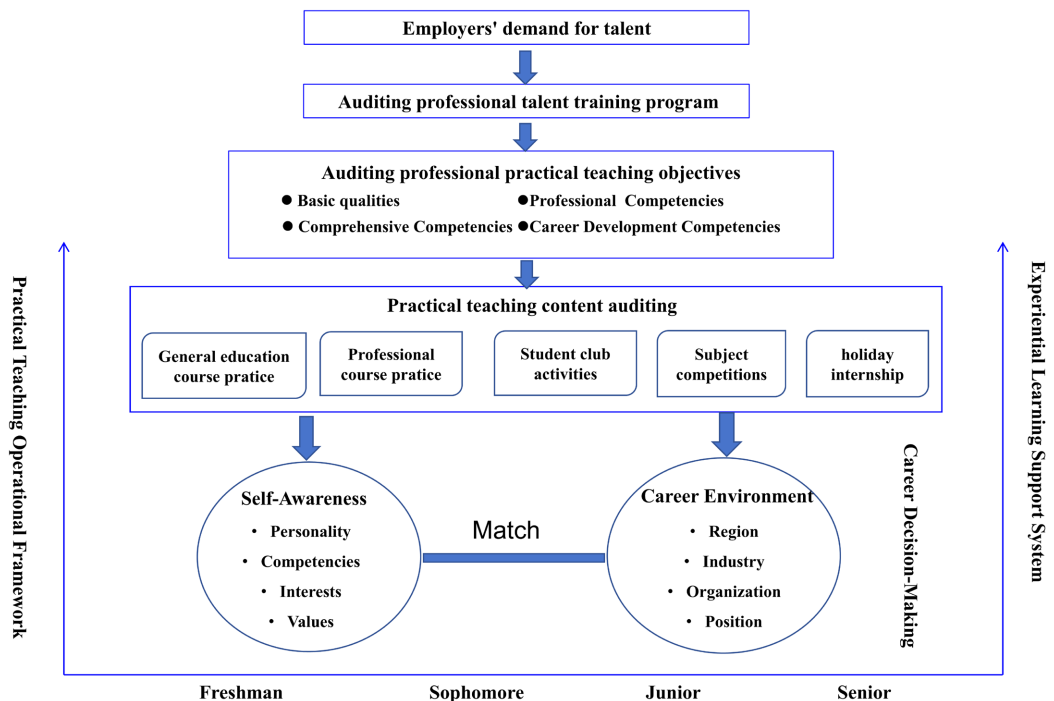 Employers' demand for talent
Auditing professional talent training program
Auditing professional practical teaching objectives
● Basic qualities ●Professional Competencies
● Comprehensive Competencies ●Career Development Competencies
Practical teaching content auditing
General education
course pratice
Professional
course pratice
Student club
activities
Subject
competitions
holiday
internship
Self-Awareness
• Personality
• Competencies
• Interests
• Values
Match
Career Environment
• Region
• Industry
• Organization
• Position
Career Decision-Making
Practical Teaching Operational Framework
Experiential Learning Support System
Freshman Sophomore Junior Senior